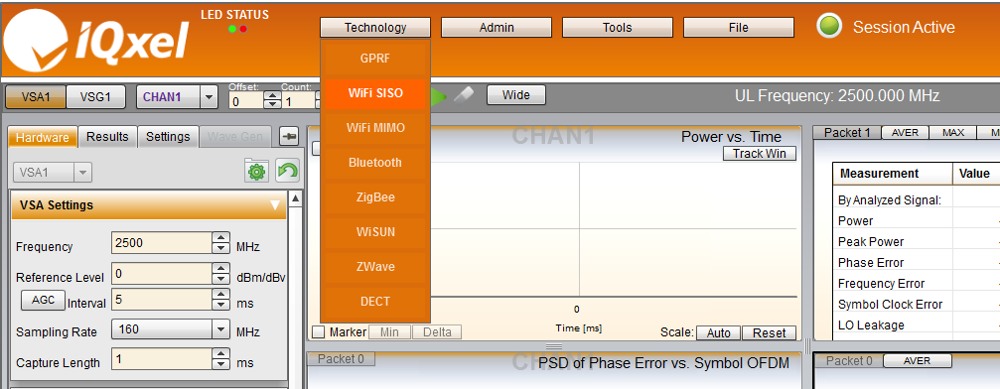 iQxel
LED STATUS
Technology
Admin
Tools
File
Session Active
GPRF
WiFi SISO
WiFi MIMO
Bluetooth
ZigBee
WiSUN
ZWave
DECT
VSA1
VSG1
CHAN1
Offset:
0
Count:
1
Wide
UL Frequency: 2500.000 MHz
Hardware
Results
Settings
Wave Gen
VSA1
VSA Settings
Frequency 2500 MHz
Reference Level 0 dBm/dBv
AGC Interval 5 ms
Sampling Rate 160 MHz
Capture Length 1 ms
CHAN1
Power vs. Time
Track Win
0
Time [ms]
Marker Min Delta
Scale: Auto Reset
Packet 0
CHAN1
PSD of Phase Error vs. Symbol OFDM
Packet 1 AVER MAX M
Measurement Value
By Analyzed Signal:
Power
Peak Power
Phase Error
Frequency Error
Symbol Clock Error
LO Leakage
Packet 0 AVER